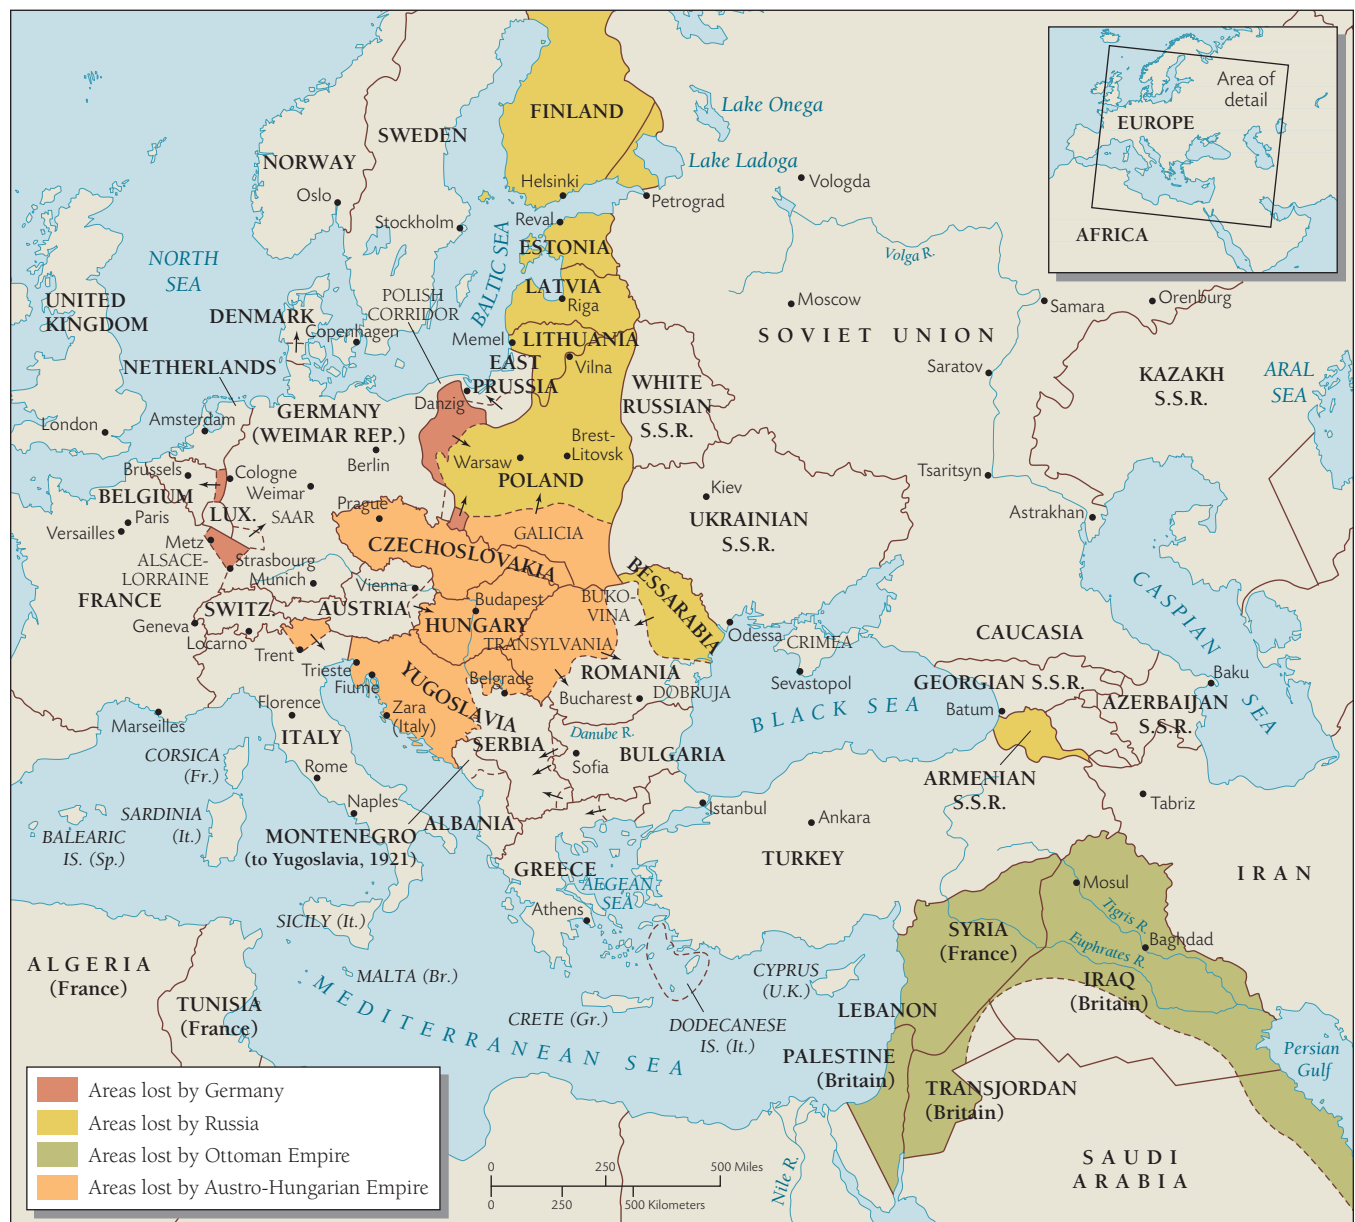 Lake Onega
Area of
detail
EUROPE
AFRICA
FINLAND
SWEDEN
NORWAY
Lake Ladoga
Oslo
Helsinki
Petrograd
Vologda
Stockholm
Reval
ESTONIA
BALTIC SEA
Volga R.
NORTH
SEA
LATVIA
Riga
UNITED
KINGDOM
DENMARK
Copenhagen
POLISH
CORRIDOR
Moscow
Samara
Orenburg
SOVIET UNION
Memel
LITHUANIA
Vilna
EAST
PRUSSIA
NETHERLANDS
Saratov
KAZAKH
S.S.R.
ARAL
SEA
WHITE
RUSSIAN
S.S.R.
Danzig
GERMANY
(WEIMAR REP.)
London
Amsterdam
Berlin
Brest-
Litovsk
Warsaw
POLAND
Brussels
Cologne
Weimar
BELGIUM
Tsaritsyn
Kiev
UKRAINIAN
S.S.R.
Astrakhan
Prague
LUX.
SAAR
Paris
Versailles
Metz
GALICIA
CZECHOSLOVAKIA
ALSACE-
LORRAINE
Strasbourg
Munich
Vienna
BESSARABIA
CASPIAN SEA
FRANCE
SWITZ.
AUSTRIA
Budapest
HUNGARY
BUKO-
VINA
Geneva
Locarno
TRANSYLVANIA
Odessa
CRIMEA
CAUCASIA
Trent
Trieste
Fiume
YUGOSLAVIA
Belgrade
ROMANIA
Bucharest
DOBRUJA
Sevastopol
GEORGIAN S.S.R.
Baku
Batum
AZERBAIJAN
S.S.R.
BLACK SEA
Florence
Zara
(Italy)
Marseilles
ITALY
SERBIA
Danube R.
BULGARIA
Sofia
CORSICA
(Fr.)
Rome
ARMENIAN
S.S.R.
Tabriz
Naples
SARDINIA
(It.)
BALEARIC
IS. (Sp.)
MONTENEGRO
(to Yugoslavia, 1921)
ALBANIA
Istanbul
Ankara
TURKEY
IRAN
GREECE
AEGEAN
SEA
Athens
Mosul
Tigris R.
Baghdad
Euphrates R.
SICILY (It.)
SYRIA
(France)
IRAQ
(Britain)
ALGERIA
(France)
MALTA (Br.)
TUNISIA
(France)
CYPRUS
(U.K.)
LEBANON
MEDITERRANEAN SEA
CRETE (Gr.)
DODECANESE
IS. (It.)
PALESTINE
(Britain)
TRANSJORDAN
(Britain)
Persian
Gulf
SAUDI
ARABIA
Nile R.
Areas lost by Germany
Areas lost by Russia
Areas lost by Ottoman Empire
Areas lost by Austro-Hungarian Empire
0 250 500 Miles
0 250 500 Kilometers